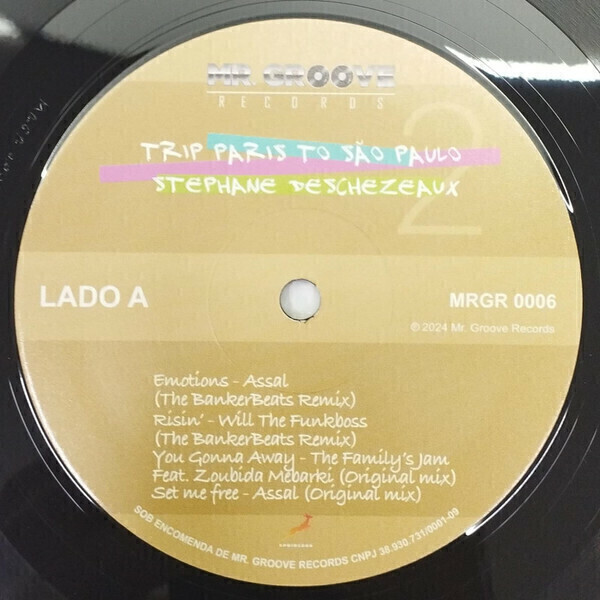 MR. GROOVE
RECORDS
2
TRIP PARIS TO SÃO PAULO
STEPHANE DESCHEZEAUX
2
LADO A
MRGR 0006
℗ 2024 Mr. Groove Records
Emotions - Assal
(The BankerBeats Remix)
Risin' - Will The Funkboss
(The BankerBeats Remix)
You Gonna Away - The Family's Jam
Feat. Zoubida Mebarki (Original mix)
Set me free - Assal (Original mix)
SOB ENCOMENDA DE MR. GROOVE RECORDS CNPJ 38.930.731/0001-09